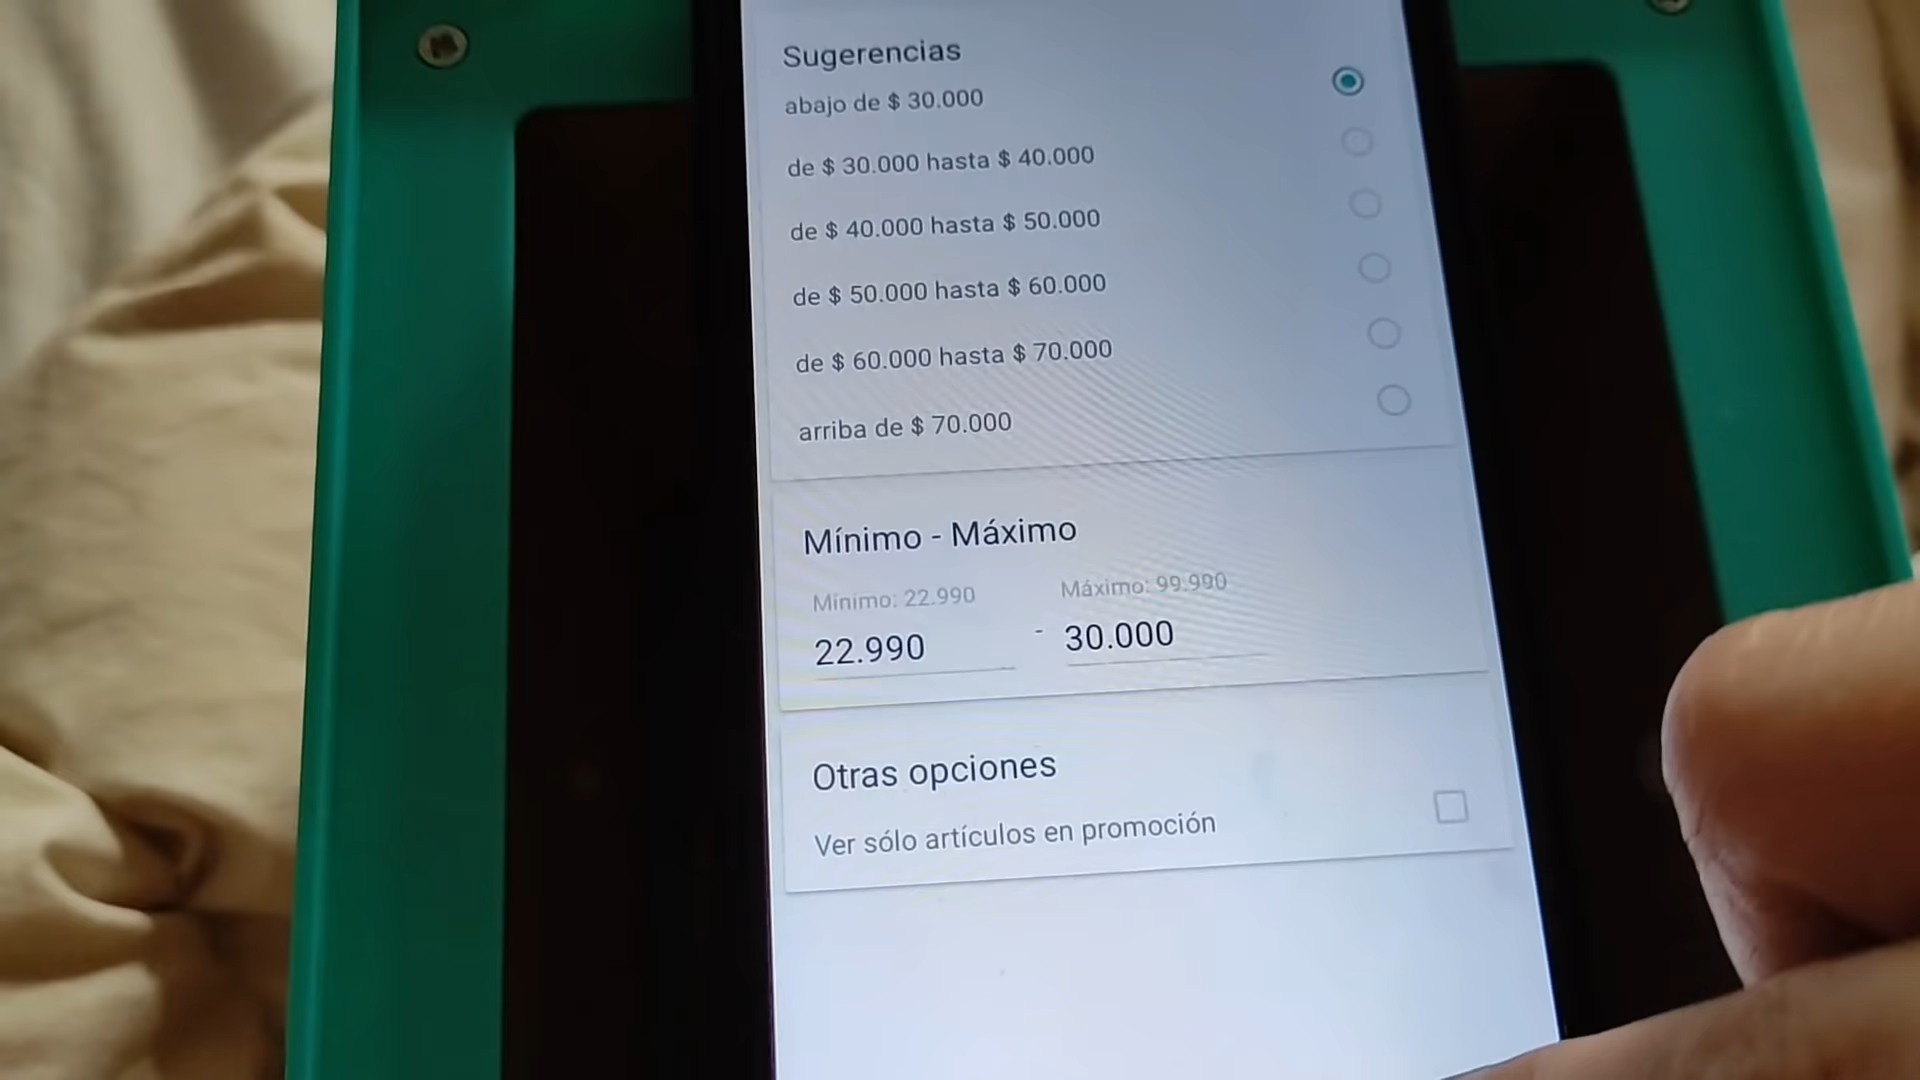 Sugerencias
abajo de $ 30.000
de $ 30.000 hasta $ 40.000
de $ 40.000 hasta $ 50.000
de $ 50.000 hasta $ 60.000
de $ 60.000 hasta $ 70.000
arriba de $ 70.000
Mínimo - Máximo
Mínimo: 22.990 Máximo: 99.990
22.990 - 30.000
Otras opciones
Ver sólo artículos en promoción